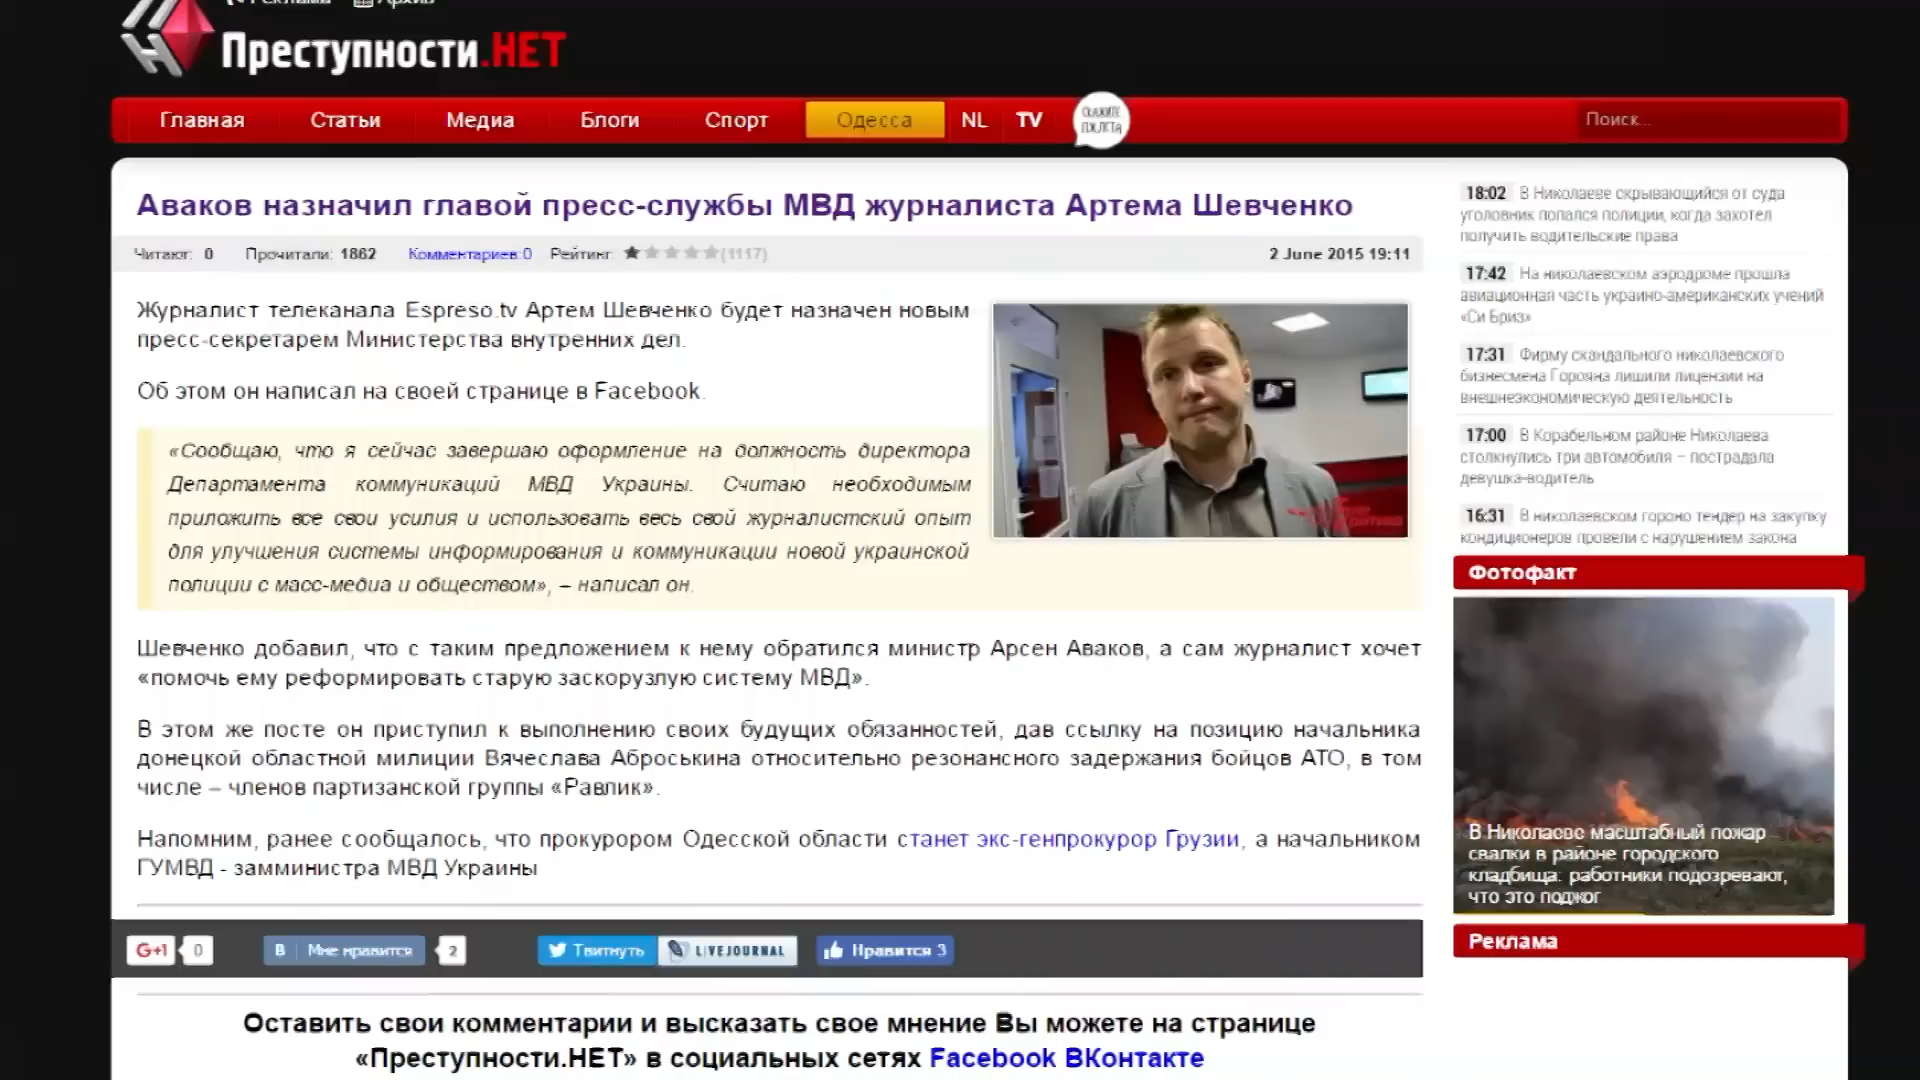 Реклама Архив
Преступности.НЕТ
Главная Статьи Медиа Блоги Спорт Одесса NL TV
Поиск...
Аваков назначил главой пресс-службы МВД журналиста Артема Шевченко
Читают: 0 Прочитали: 1862 Комментариев:0 Рейтинг: (1117) 2 June 2015 19:11
Журналист телеканала Espreso.tv Артем Шевченко будет назначен новым
пресс-секретарем Министерства внутренних дел.
Об этом он написал на своей странице в Facebook.
«Сообщаю, что я сейчас завершаю оформление на должность директора
Департамента коммуникаций МВД Украины. Считаю необходимым
приложить все свои усилия и использовать весь свой журналистский опыт
для улучшения системы информирования и коммуникации новой украинской
полиции с масс-медиа и обществом», – написал он.
Шевченко добавил, что с таким предложением к нему обратился министр Арсен Аваков, а сам журналист хочет
«помочь ему реформировать старую заскорузлую систему МВД».
В этом же посте он приступил к выполнению своих будущих обязанностей, дав ссылку на позицию начальника
донецкой областной милиции Вячеслава Аброськина относительно резонансного задержания бойцов АТО, в том
числе – членов партизанской группы «Равлик».
Напомним, ранее сообщалось, что прокурором Одесской области станет экс-генпрокурор Грузии, а начальником
ГУМВД - замминистра МВД Украины
G+1 0 B Мне нравится 2 Твитнуть LIVEJOURNAL Нравится 3
Оставить свои комментарии и высказать свое мнение Вы можете на странице
«Преступности.НЕТ» в социальных сетях Facebook ВКонтакте
18:02 В Николаеве скрывающийся от суда
уголовник попался полиции, когда захотел
получить водительские права
17:42 На николаевском аэродроме прошла
авиационная часть украино-американских учений
«Си Бриз»
17:31 Фирму скандального николаевского
бизнесмена Горояна лишили лицензии на
внешнеэкономическую деятельность
17:00 В Корабельном районе Николаева
столкнулись три автомобиля – пострадала
девушка-водитель
16:31 В николаевском гороно тендер на закупку
кондиционеров провели с нарушением закона
Фотофакт
В Николаеве масштабный пожар
свалки в районе городского
кладбища: работники подозревают,
что это поджог
Реклама